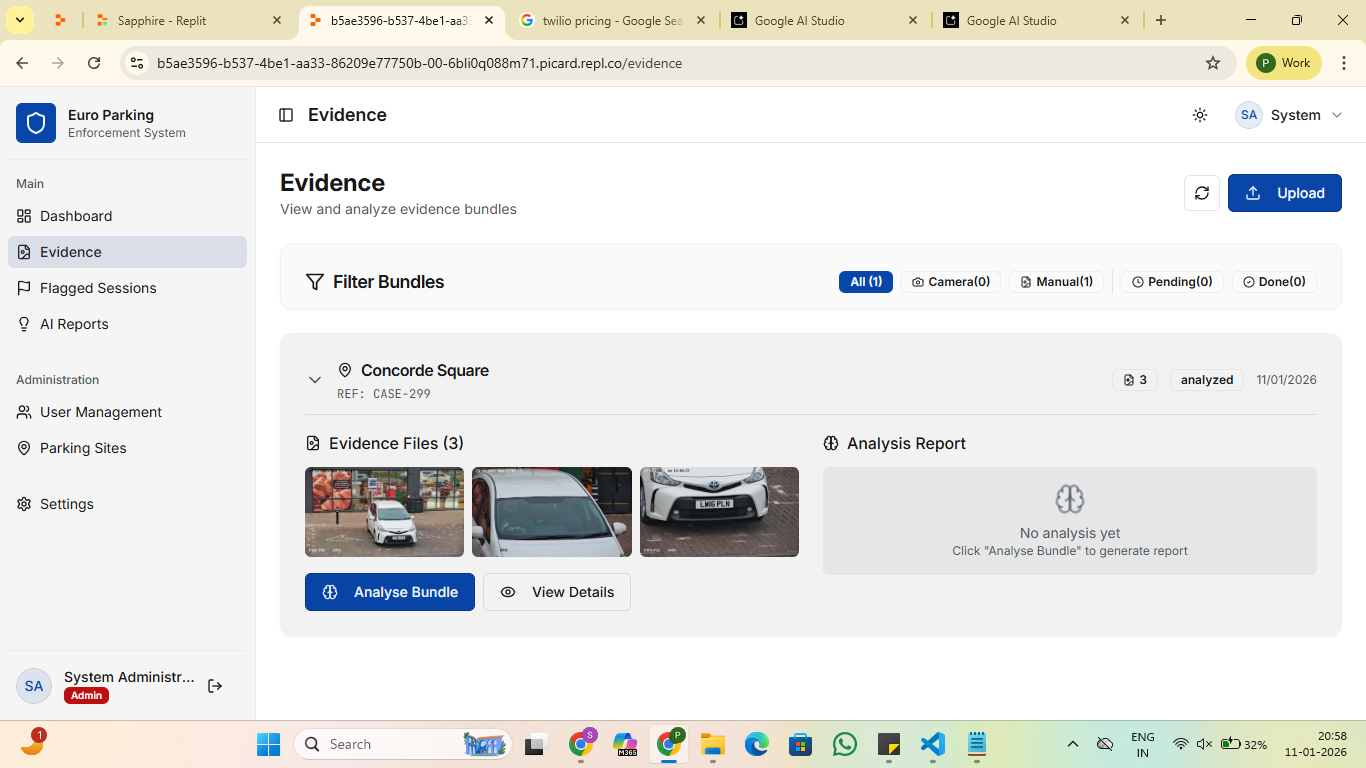 Sapphire - Replit
b5ae3596-b537-4be1-aa33
twilio pricing - Google Sea
Google AI Studio
Google AI Studio
b5ae3596-b537-4be1-aa33-86209e77750b-00-6bli0q088m71.picard.repl.co/evidence
P
Work
Euro Parking
Enforcement System
Evidence
SA
System
Main
Dashboard
Evidence
Flagged Sessions
AI Reports
Administration
User Management
Parking Sites
Settings
Evidence
View and analyze evidence bundles
Upload
Filter Bundles
All (1)
Camera(0)
Manual(1)
Pending(0)
Done(0)
Concorde Square
REF: CASE-299
3
analyzed
11/01/2026
Evidence Files (3)
LW16 PLN
Analyse Bundle
View Details
Analysis Report
No analysis yet
Click "Analyse Bundle" to generate report
SA
System Administr...
Admin
1
Search
S
M365
P
ENG
IN
32%
20:58
11-01-2026